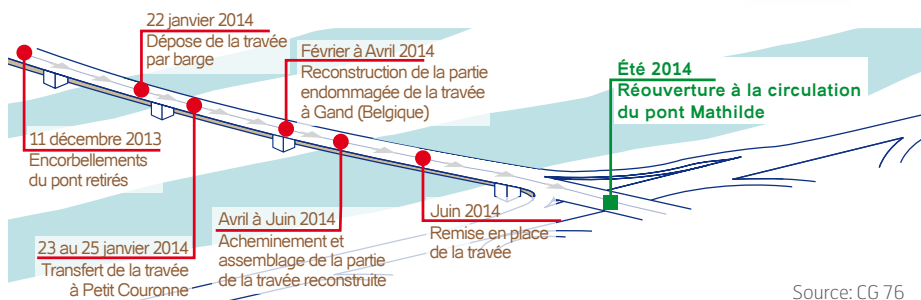 11 décembre 2013
Encorbellements
du pont retirés
22 janvier 2014
Dépose de la travée
par barge
23 au 25 janvier 2014
Transfert de la travée
à Petit Couronne
Février à Avril 2014
Reconstruction de la partie
endommagée de la travée
à Gand (Belgique)
Avril à Juin 2014
Acheminement et
assemblage de la partie
de la travée reconstruite
Juin 2014
Remise en place
de la travée
Été 2014
Réouverture à la circulation
du pont Mathilde
Source: CG 76